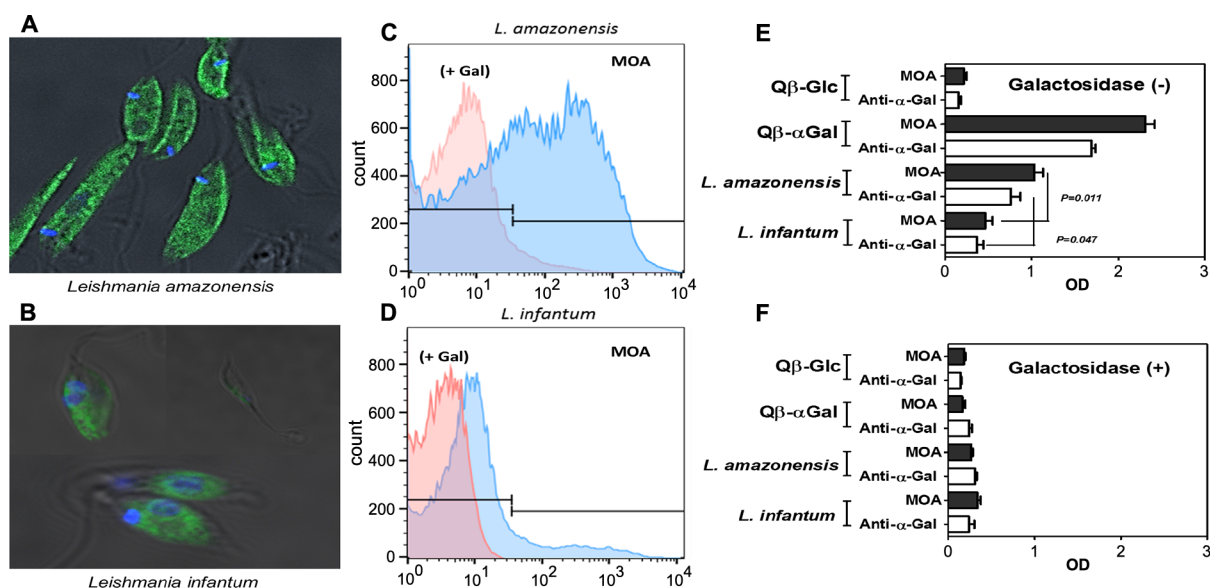 A
Leishmania amazonensis
B
Leishmania infantum
C
L. amazonensis
(+ Gal)
MOA
count
800
600
400
200
0
10⁰ 10¹ 10² 10³ 10⁴
D
L. infantum
(+ Gal)
MOA
count
800
600
400
200
0
10⁰ 10¹ 10² 10³ 10⁴
E
Galactosidase (-)
Qβ-Glc
MOA
Anti-α-Gal
Qβ-αGal
MOA
Anti-α-Gal
L. amazonensis
MOA
Anti-α-Gal
L. infantum
MOA
Anti-α-Gal
P=0.011
P=0.047
0 1 2 3
OD
F
Galactosidase (+)
Qβ-Glc
MOA
Anti-α-Gal
Qβ-αGal
MOA
Anti-α-Gal
L. amazonensis
MOA
Anti-α-Gal
L. infantum
MOA
Anti-α-Gal
0 1 2 3
OD